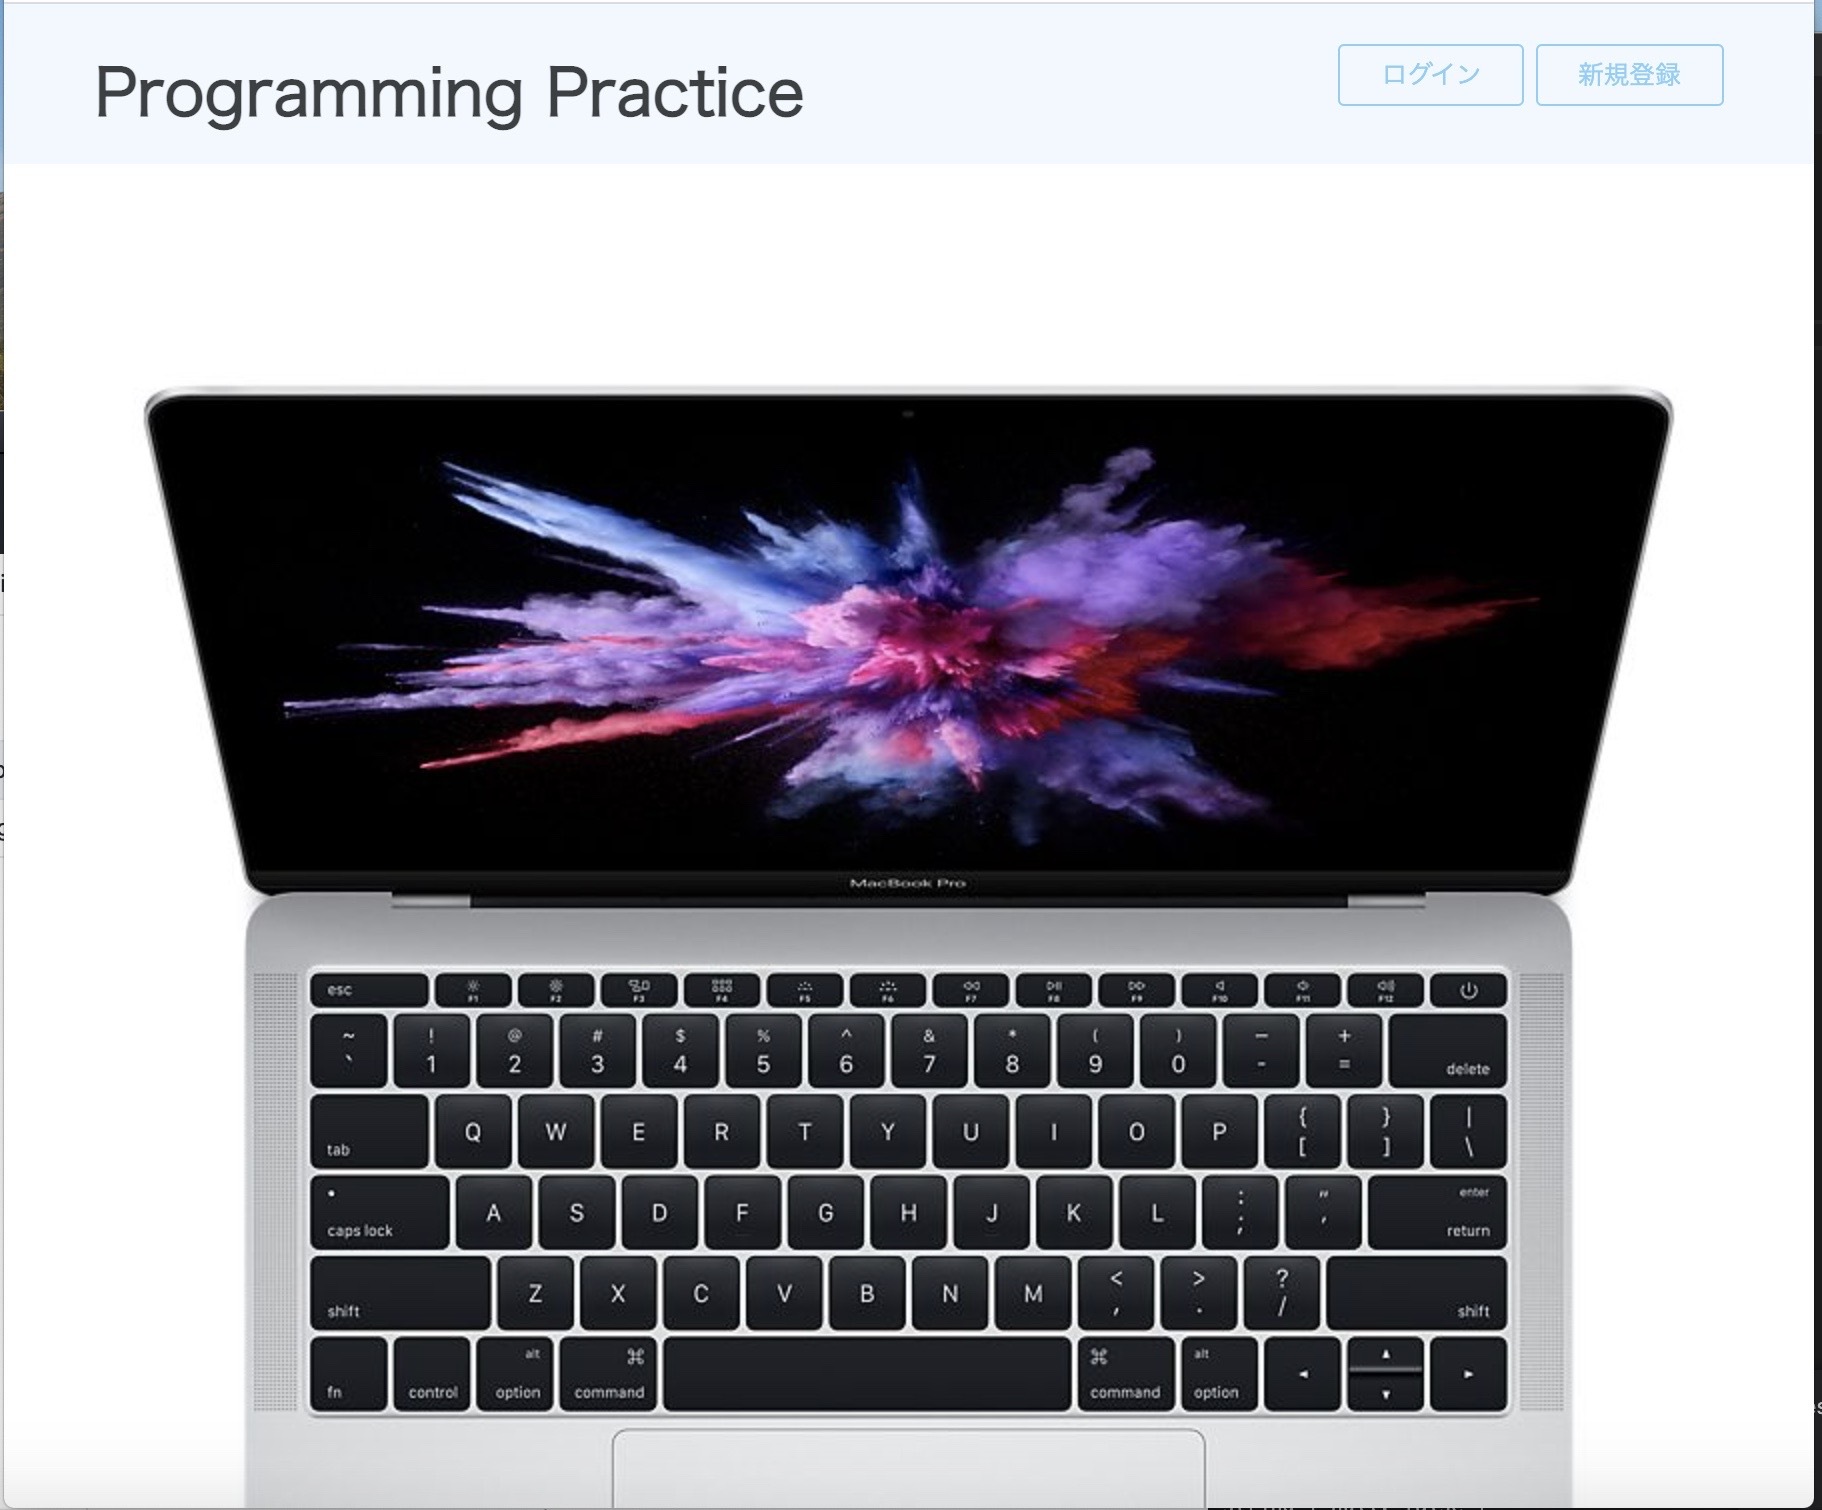 Programming Practice
ログイン 新規登録
MacBook Pro
esc F1 F2 F3 F4 F5 F6 F7 F8 F9 F10 F11 F12
~ ! @ # $ % ^ & * ( ) — +
` 1 2 3 4 5 6 7 8 9 0 - = delete
tab Q W E R T Y U I O P { [ } ] | \
caps lock A S D F G H J K L : ; " ' enter return
shift Z X C V B N M < , > . ? / shift
fn control alt option ⌘ command ⌘ command alt option ◀ ▲ ▼ ▶